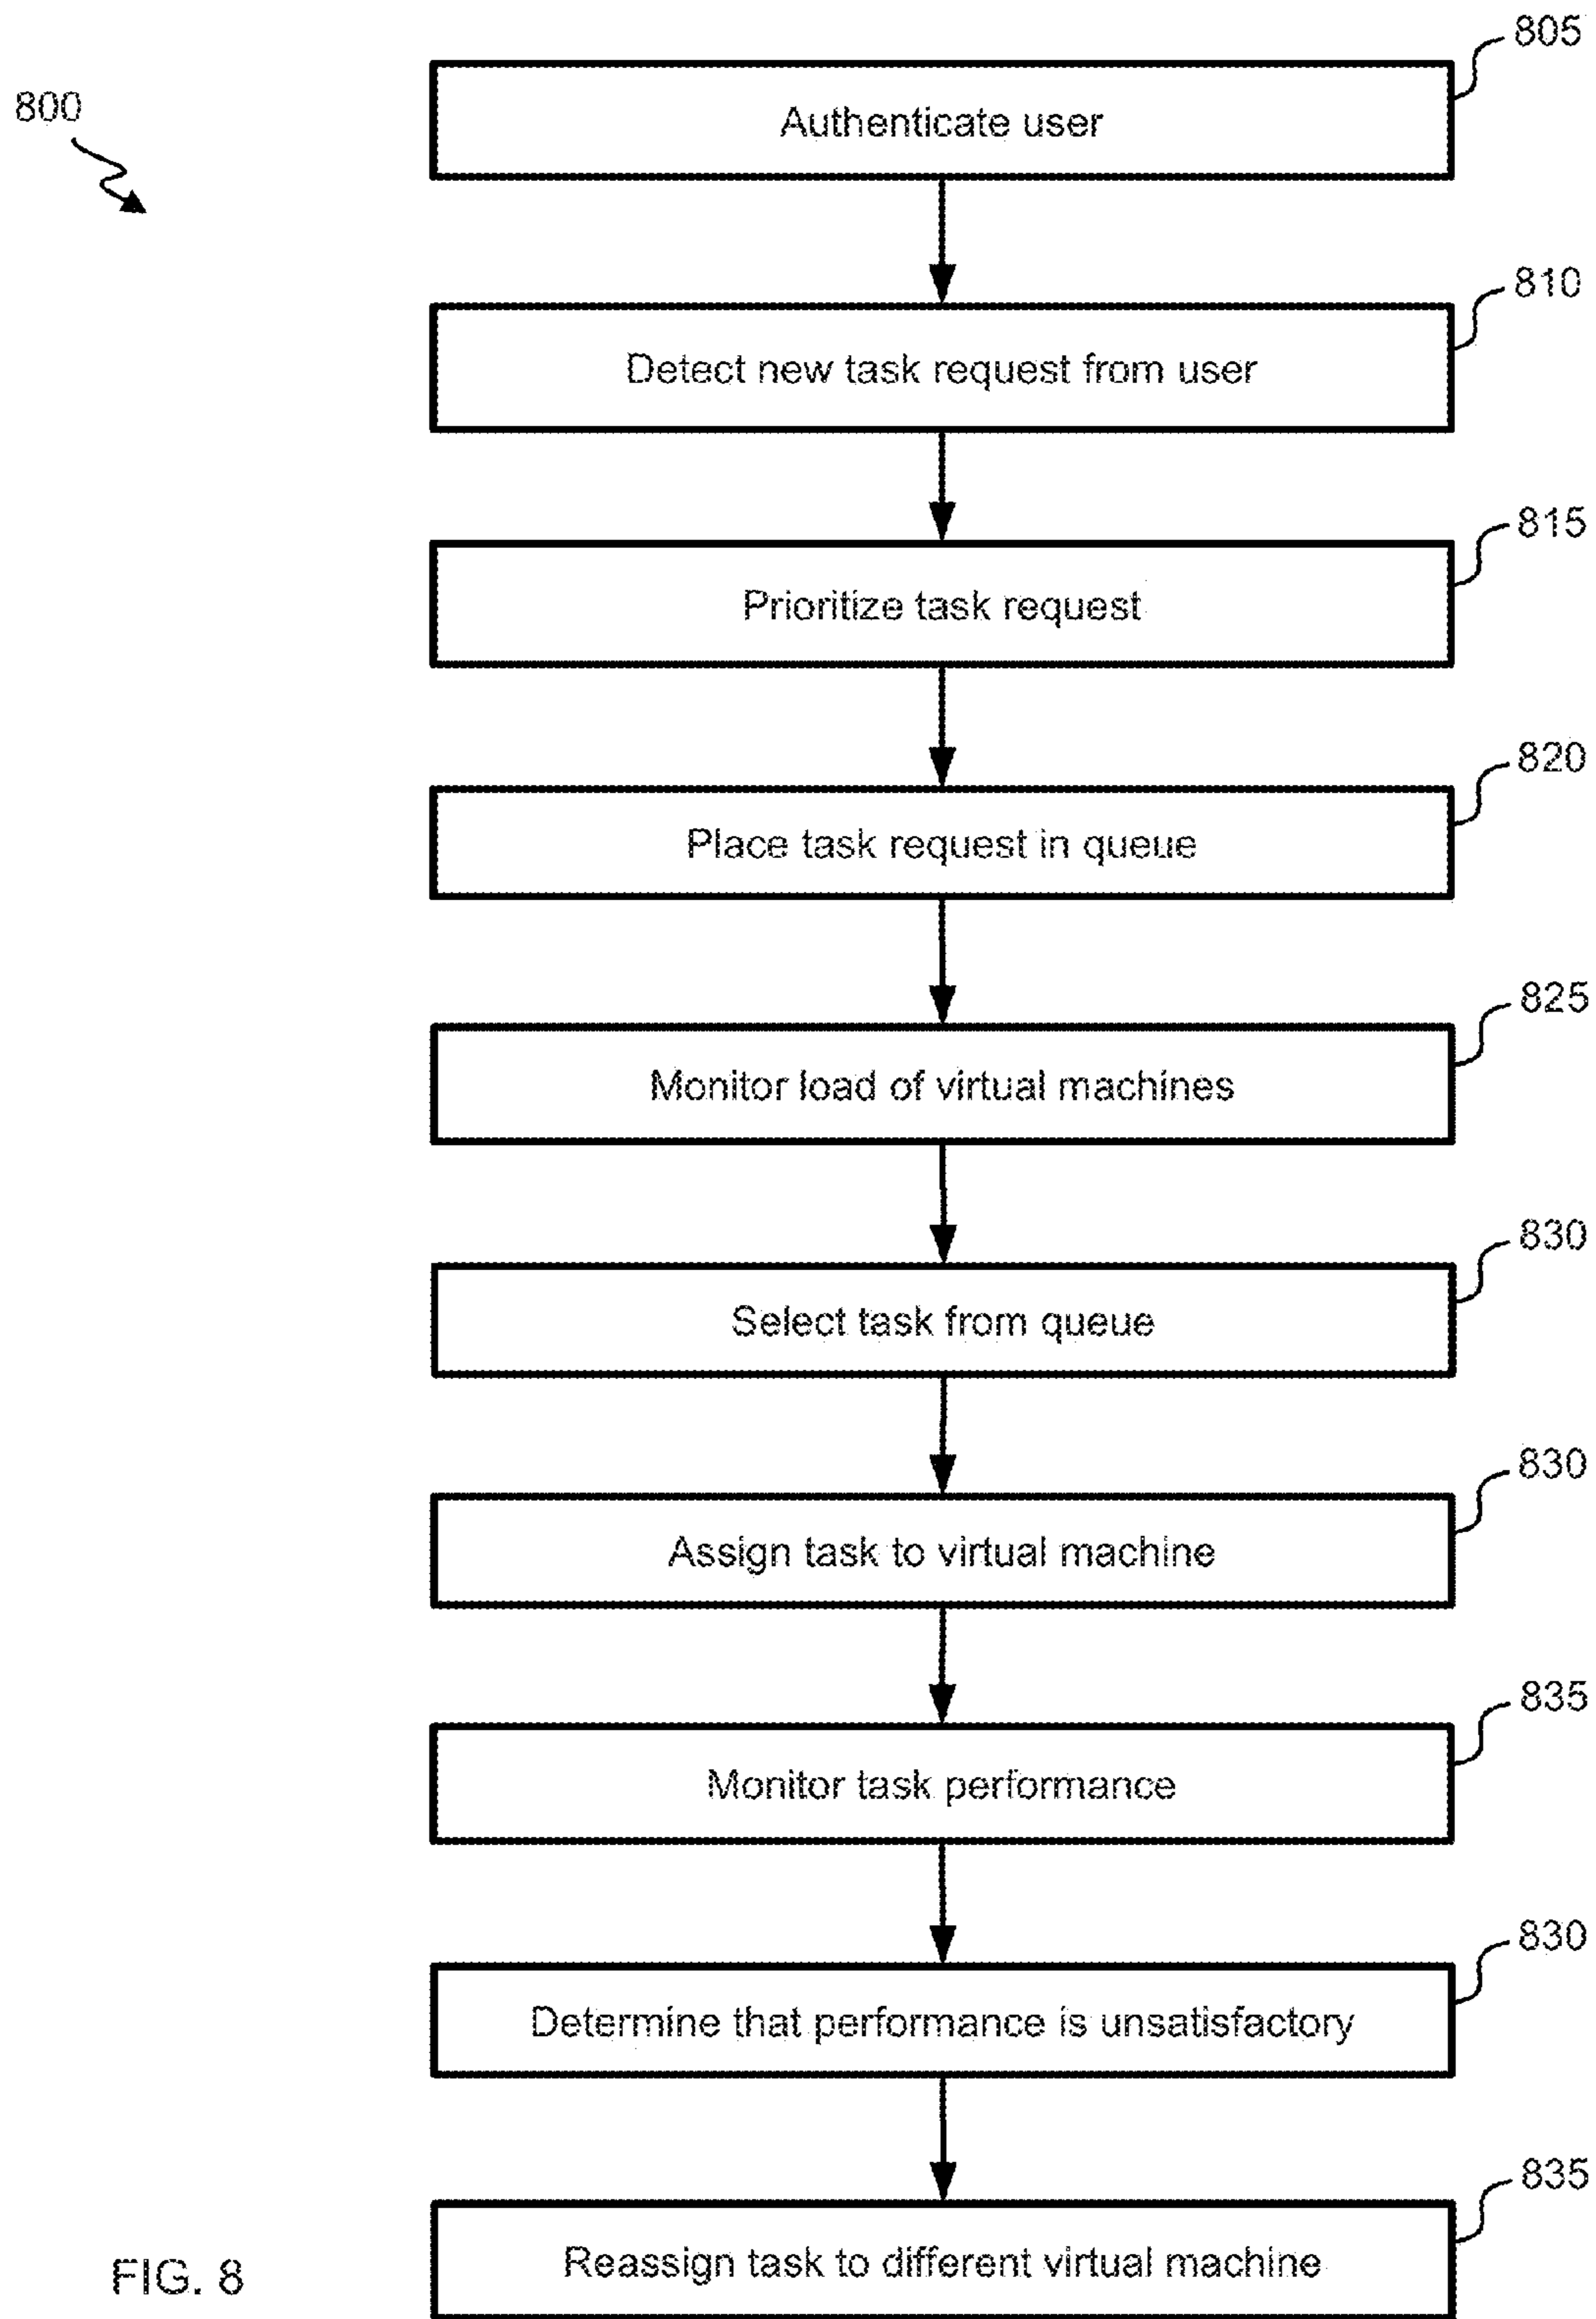 800
805
Authenticate user
810
Detect new task request from user
815
Prioritize task request
820
Place task request in queue
825
Monitor load of virtual machines
830
Select task from queue
830
Assign task to virtual machine
835
Monitor task performance
830
Determine that performance is unsatisfactory
835
Reassign task to different virtual machine
FIG. 8